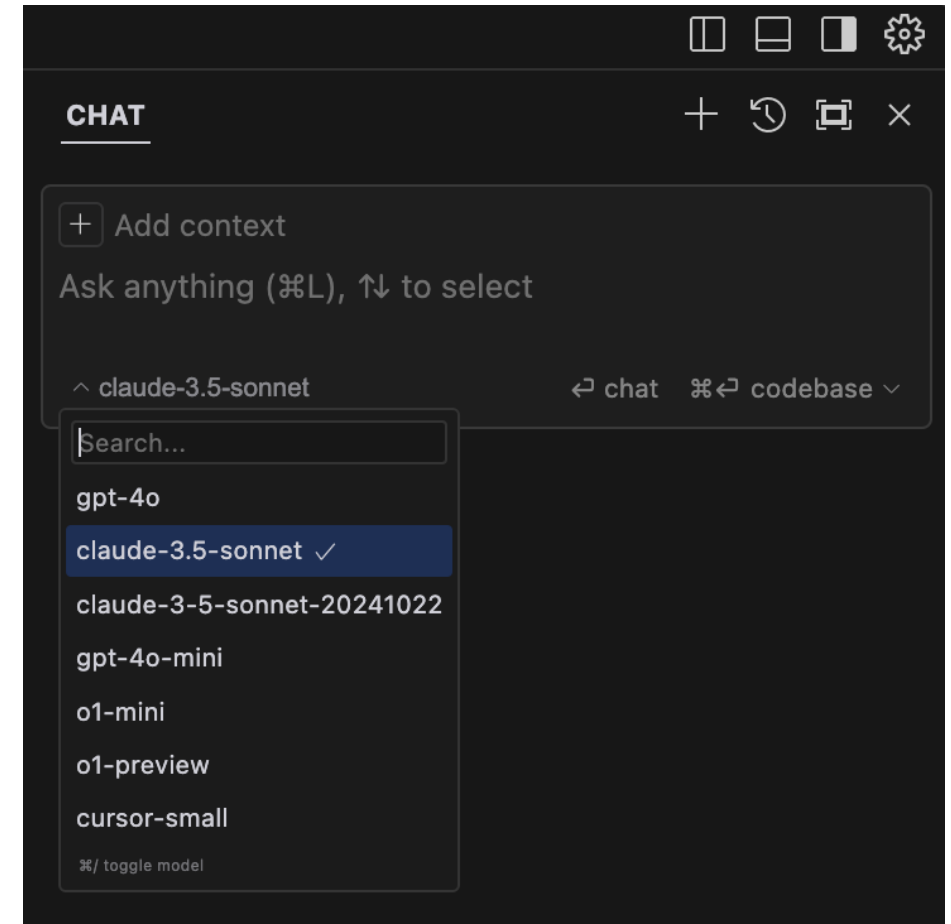 CHAT
+ Add context
Ask anything (⌘L), ↑↓ to select
claude-3.5-sonnet ⏎ chat ⌘⏎ codebase
Search...
gpt-4o
claude-3.5-sonnet ✓
claude-3-5-sonnet-20241022
gpt-4o-mini
o1-mini
o1-preview
cursor-small
⌘/ toggle model